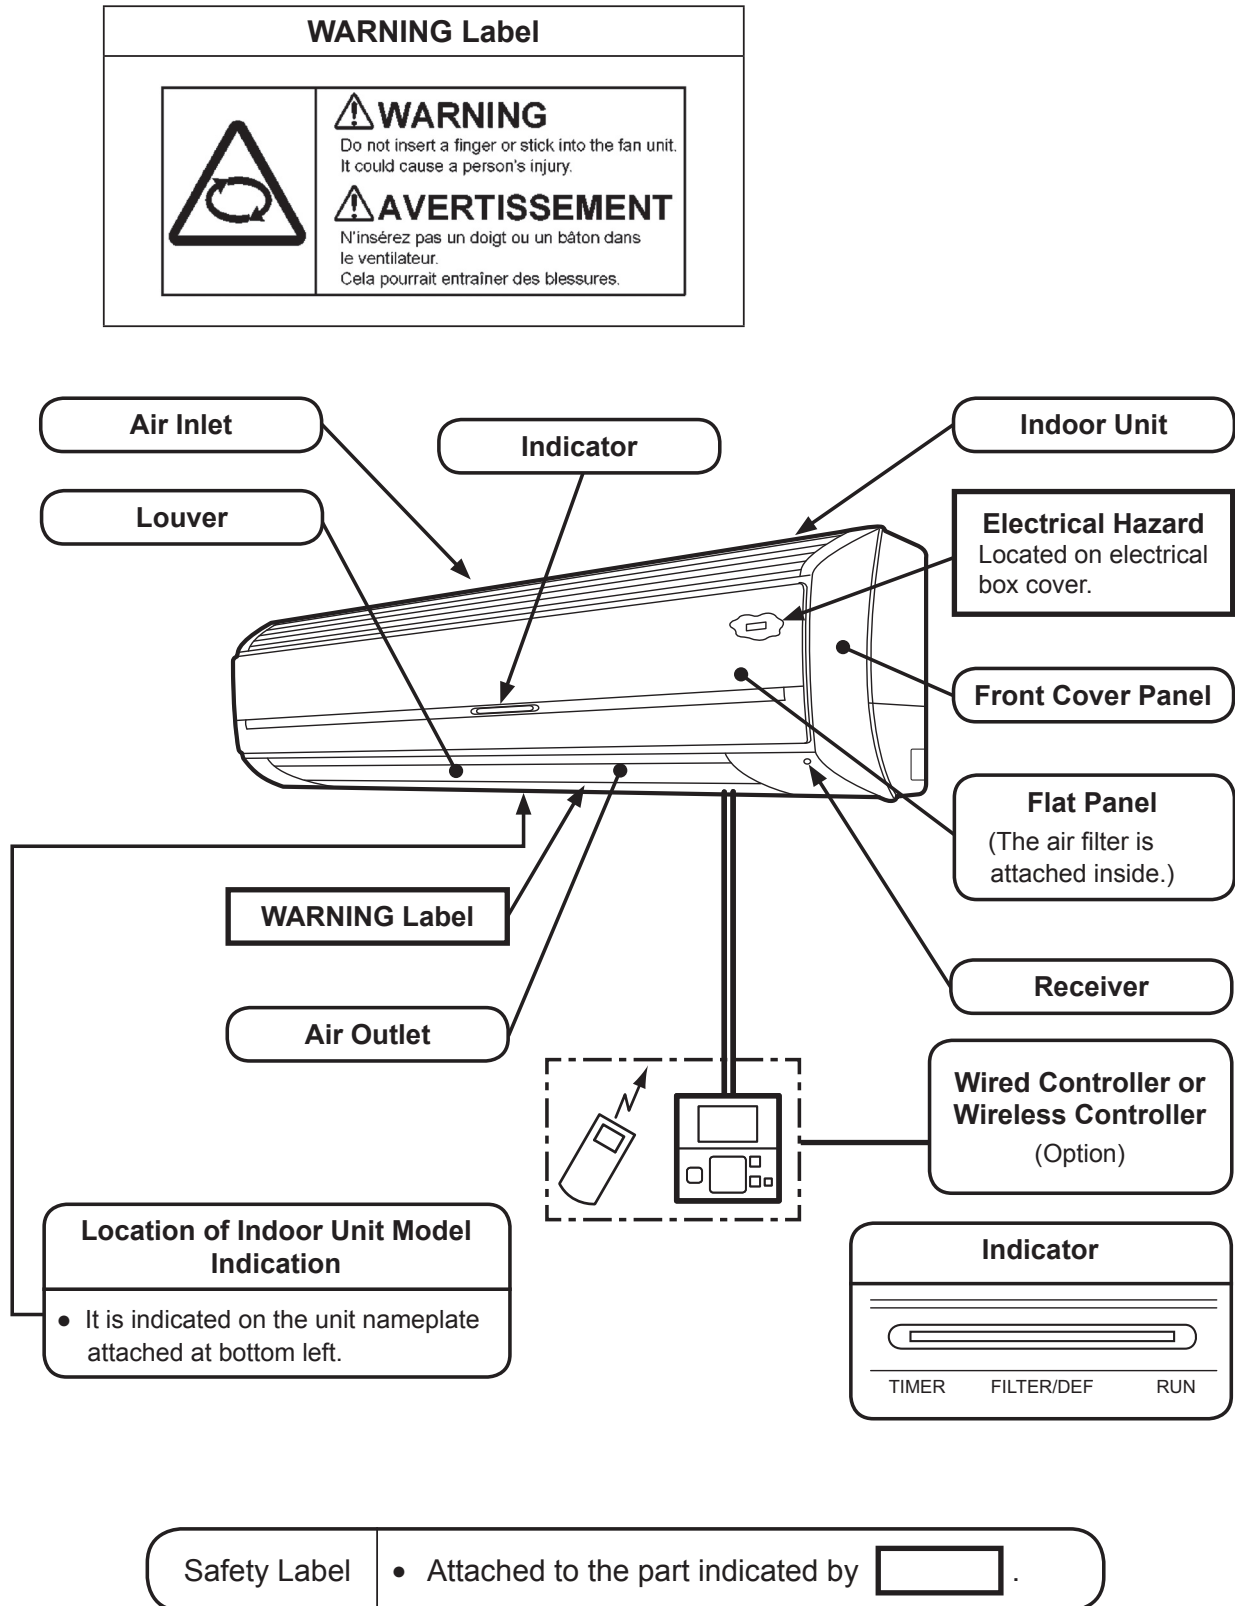 WARNING Label
WARNING
Do not insert a finger or stick into the fan unit.
It could cause a person's injury.
AVERTISSEMENT
N'insérez pas un doigt ou un bâton dans
le ventilateur.
Cela pourrait entraîner des blessures.
Air Inlet
Indicator
Indoor Unit
Louver
Electrical Hazard
Located on electrical
box cover.
Front Cover Panel
Flat Panel
(The air filter is
attached inside.)
WARNING Label
Receiver
Air Outlet
Wired Controller or
Wireless Controller
(Option)
Location of Indoor Unit Model
Indication
● It is indicated on the unit nameplate
attached at bottom left.
Indicator
TIMER FILTER/DEF RUN
Safety Label ● Attached to the part indicated by .